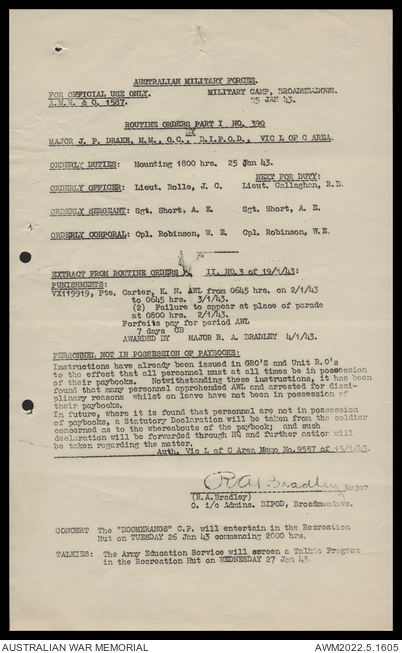 AUSTRALIAN MILITARY FORCES.
FOR OFFICIAL USE ONLY. MILITARY CAMP, BROADMEADOWS.
A.M.R. & O. 1587. 25 JAN 43.
ROUTINE ORDERS PART I NO. 390
BY
MAJOR J. P. DRAKE, M.M., O.C., D.I.P.O.D., VIC L OF C AREA.
ORDERLY DUTIES: Mounting 1800 hrs. 25 Jan 43.
NEXT FOR DUTY:
ORDERLY OFFICER: Lieut. Rollo, J. C. Lieut. Callaghan, R.D.
ORDERLY SERGEANT: Sgt. Short, A. E. Sgt. Short, A. E.
ORDERLY CORPORAL: Cpl. Robinson, W. E. Cpl. Robinson, W.E.
EXTRACT FROM ROUTINE ORDERS II. NO.3 of 19/1/43:
PUNISHMENTS:
VX119919, Pte. Carter, K. N. AWL from 0645 hrs. on 2/1/43
to 0645 hrs. 3/1/43.
(2) Failure to appear at place of parade
at 0800 hrs. 2/1/43.
Forfeits pay for period AWL
7 days CB
AWARDED BY MAJOR R. A. BRADLEY 4/1/43.
PERSONNEL NOT IN POSSESSION OF PAYBOOKS:
Instructions have already been issued in GRO'S and Unit R.O's
to the effect that all personnel must at all times be in possession
of their paybooks. Notwithstanding these instructions, it has been
found that many personnel apprehended AWL and arrested for disci-
plinary reasons whilst on leave have not been in possession of
their paybooks.
In future, where it is found that personnel are not in possession
of paybooks, a Statutory Declaration will be taken from the soldier
concerned as to the whereabouts of the paybook; and such
declaration will be forwarded through HQ and further action will
be taken regarding the matter.
Auth. Vic L of C Area Memo No.9557 of 15/1/43.
R A Bradley Major
(R.A.Bradley)
O. i/c Admins. DIPOD, Broadmeadows.
CONCERT The "BOOMERANGS" C.P. will entertain in the Recreation
Hut on TUESDAY 26 Jan 43 commencing 2000 hrs.
TALKIES: The Army Education Service will screen a Talkie Program
in the Recreation Hut on WEDNESDAY 27 Jan 43.
AUSTRALIAN WAR MEMORIAL AWM2022.5.1605